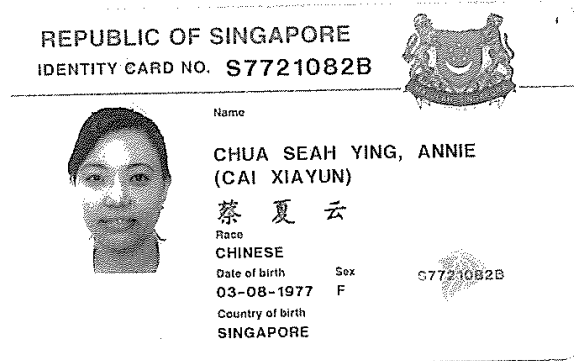 REPUBLIC OF SINGAPORE
IDENTITY CARD NO. S7721082B
Name
CHUA SEAH YING, ANNIE
(CAI XIAYUN)
蔡 夏 云
Race
CHINESE
Date of birth Sex
03-08-1977 F
S7721082B
Country of birth
SINGAPORE